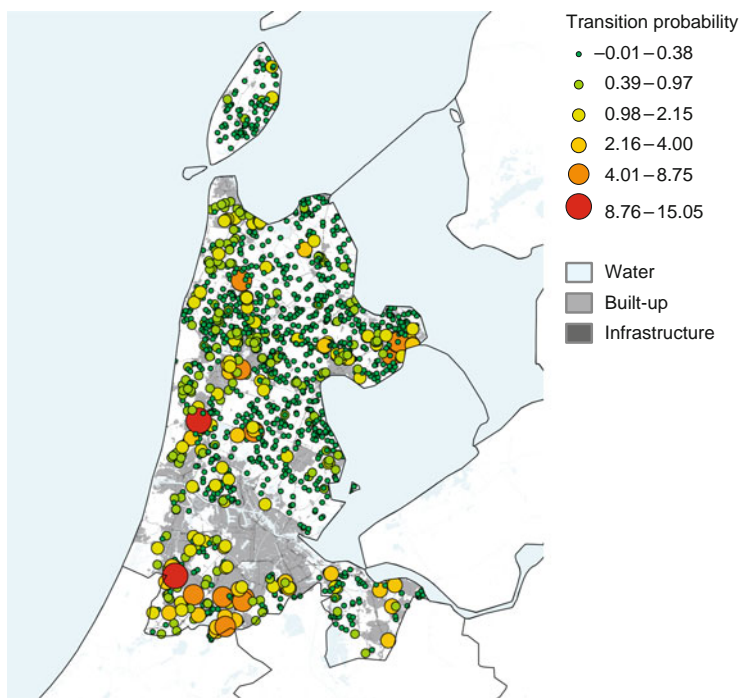 Transition probability
–0.01–0.38
0.39–0.97
0.98–2.15
2.16–4.00
4.01–8.75
8.76–15.05
Water
Built-up
Infrastructure